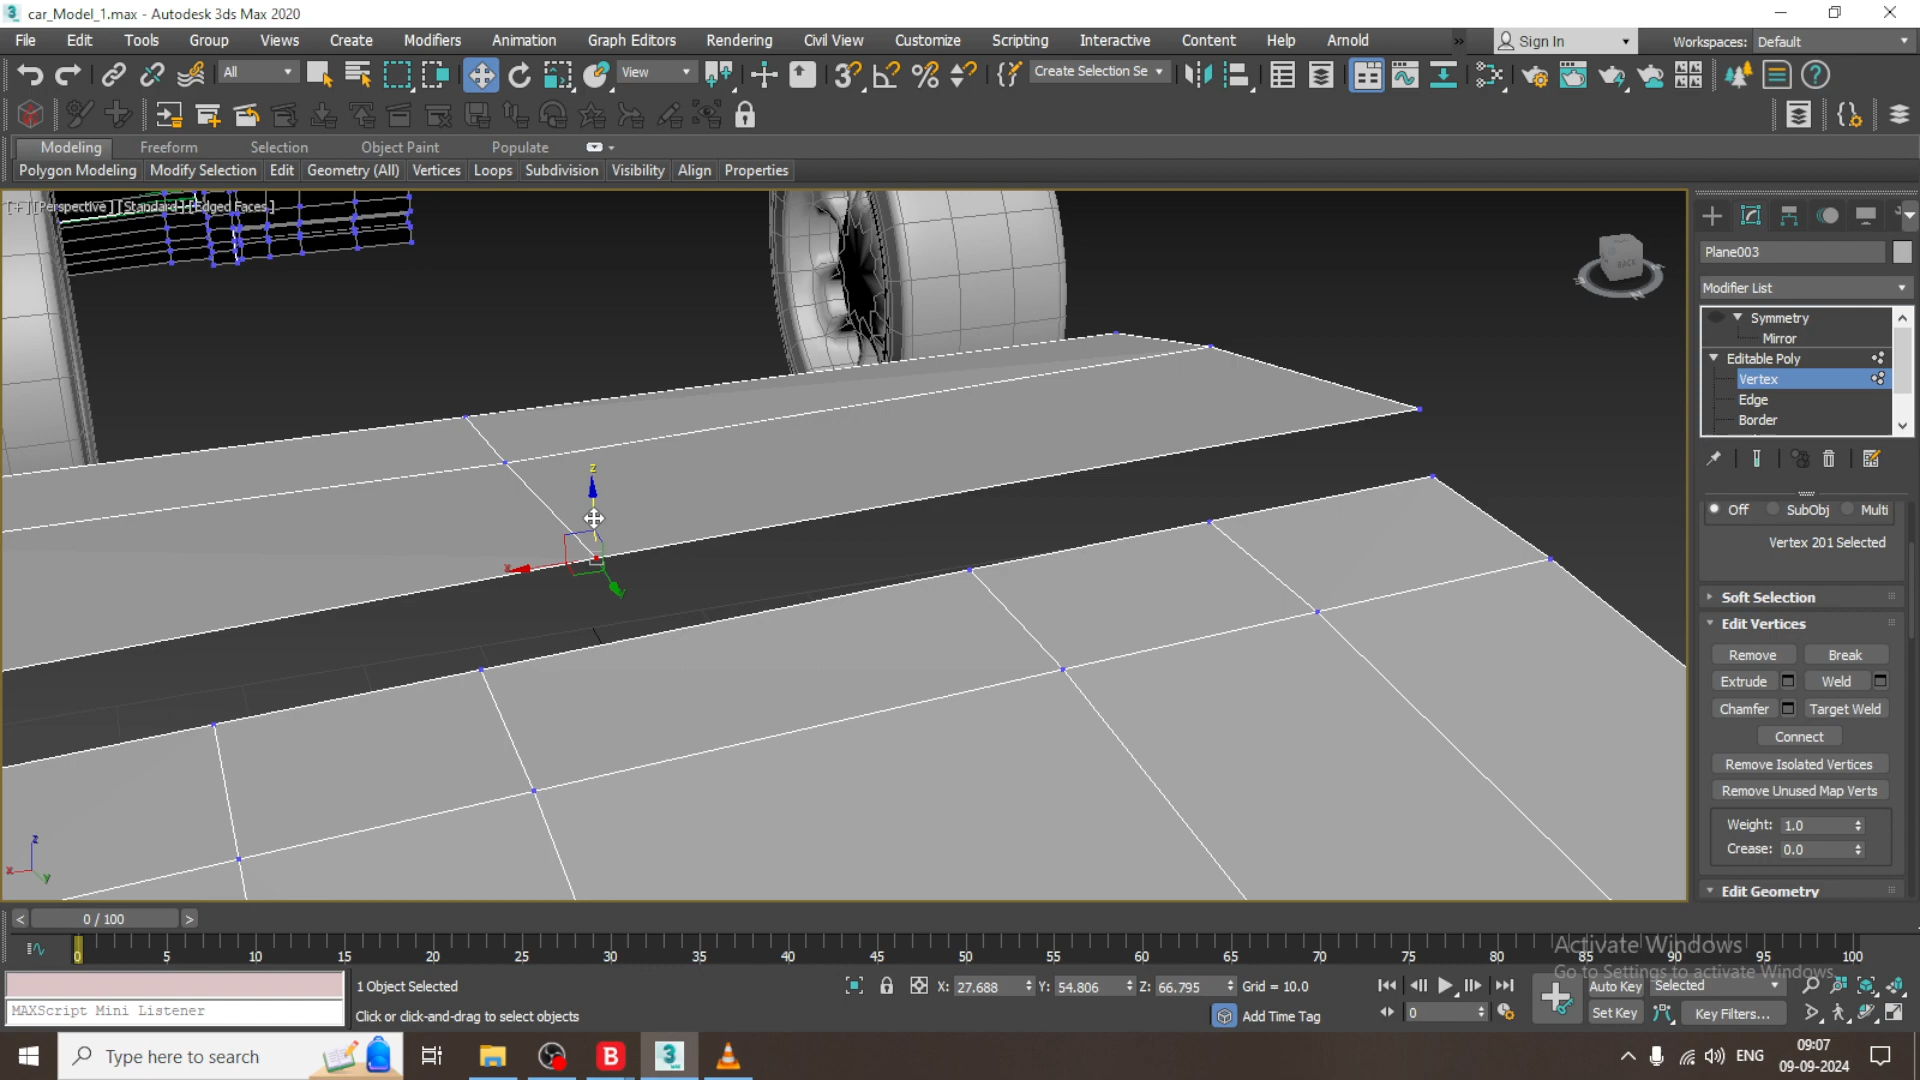 car_Model_1.max - Autodesk 3ds Max 2020
File Edit Tools Group Views Create Modifiers Animation Graph Editors Rendering Civil View Customize Scripting Interactive Content Help Arnold » Sign In Workspaces: Default
All View Create Selection Se
Modeling Freeform Selection Object Paint Populate
Polygon Modeling Modify Selection Edit Geometry (All) Vertices Loops Subdivision Visibility Align Properties
[+] [Perspective ] [Standard ] [Edged Faces ]
BACK
Plane003
Modifier List
Symmetry
Mirror
Editable Poly
Vertex
Edge
Border
Off SubObj Multi
Vertex 201 Selected
Soft Selection
Edit Vertices
Remove Break
Extrude Weld
Chamfer Target Weld
Connect
Remove Isolated Vertices
Remove Unused Map Verts
Weight: 1.0
Crease: 0.0
Edit Geometry
z
x
y
z
x
y
< 0 / 100 >
0 5 10 15 20 25 30 35 40 45 50 55 60 65 70 75 80 85 90 95 100
Activate Windows
Go to Settings to activate Windows.
1 Object Selected X: 27.688 Y: 54.806 Z: 66.795 Grid = 10.0 Auto Key Selected
MAXScript Mini Listener Click or click-and-drag to select objects Add Time Tag 0 Set Key Key Filters...
Type here to search
B
3
ENG
09:07
09-09-2024